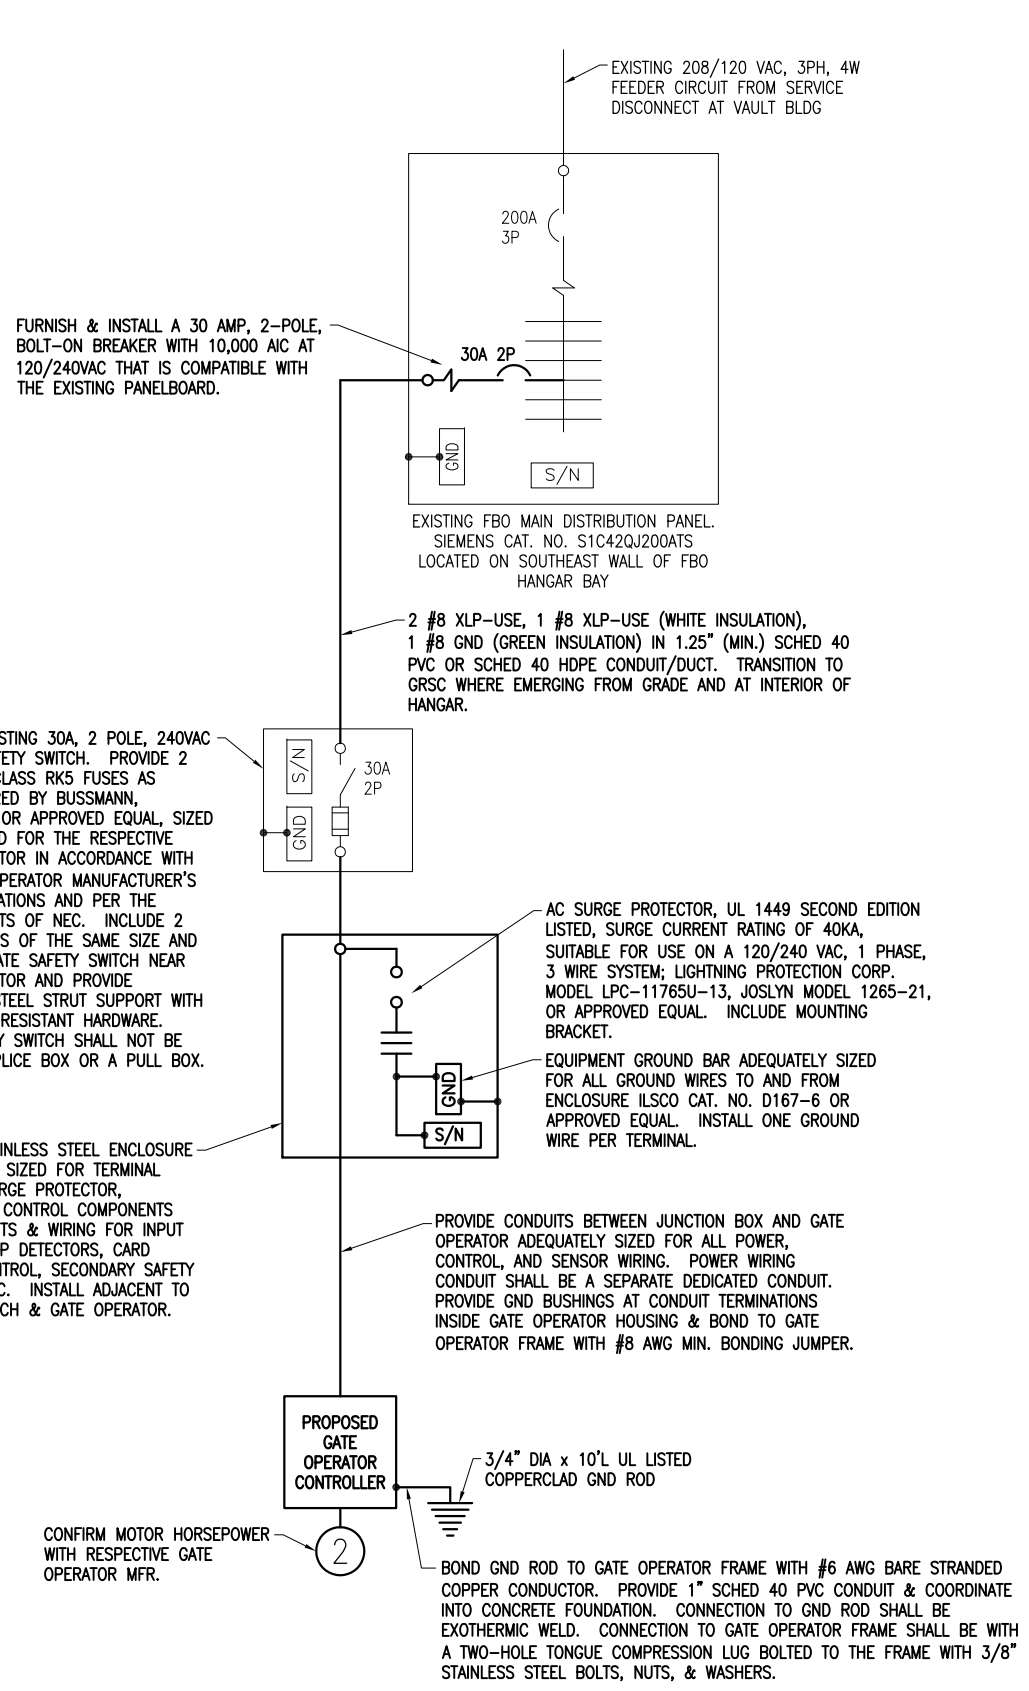 EXISTING 208/120 VAC, 3PH, 4W
FEEDER CIRCUIT FROM SERVICE
DISCONNECT AT VAULT BLDG
200A
3P
FURNISH & INSTALL A 30 AMP, 2-POLE,
BOLT-ON BREAKER WITH 10,000 AIC AT
120/240VAC THAT IS COMPATIBLE WITH
THE EXISTING PANELBOARD.
30A 2P
GND
S/N
EXISTING FBO MAIN DISTRIBUTION PANEL.
SIEMENS CAT. NO. S1C42QJ200ATS
LOCATED ON SOUTHEAST WALL OF FBO
HANGAR BAY
2 #8 XLP-USE, 1 #8 XLP-USE (WHITE INSULATION),
1 #8 GND (GREEN INSULATION) IN 1.25" (MIN.) SCHED 40
PVC OR SCHED 40 HDPE CONDUIT/DUCT. TRANSITION TO
GRSC WHERE EMERGING FROM GRADE AND AT INTERIOR OF
HANGAR.
STING 30A, 2 POLE, 240VAC
FETY SWITCH. PROVIDE 2
CLASS RK5 FUSES AS
RED BY BUSSMANN,
OR APPROVED EQUAL, SIZED
D FOR THE RESPECTIVE
TOR IN ACCORDANCE WITH
PERATOR MANUFACTURER'S
ATIONS AND PER THE
TS OF NEC. INCLUDE 2
S OF THE SAME SIZE AND
ATE SAFETY SWITCH NEAR
TOR AND PROVIDE
STEEL STRUT SUPPORT WITH
RESISTANT HARDWARE.
Y SWITCH SHALL NOT BE
PLICE BOX OR A PULL BOX.
S/N
GND
30A
2P
AC SURGE PROTECTOR, UL 1449 SECOND EDITION
LISTED, SURGE CURRENT RATING OF 40KA,
SUITABLE FOR USE ON A 120/240 VAC, 1 PHASE,
3 WIRE SYSTEM; LIGHTNING PROTECTION CORP.
MODEL LPC-11765U-13, JOSLYN MODEL 1265-21,
OR APPROVED EQUAL. INCLUDE MOUNTING
BRACKET.
GND
S/N
EQUIPMENT GROUND BAR ADEQUATELY SIZED
FOR ALL GROUND WIRES TO AND FROM
ENCLOSURE ILSCO CAT. NO. D167-6 OR
APPROVED EQUAL. INSTALL ONE GROUND
WIRE PER TERMINAL.
INLESS STEEL ENCLOSURE
SIZED FOR TERMINAL
RGE PROTECTOR,
CONTROL COMPONENTS
TS & WIRING FOR INPUT
P DETECTORS, CARD
NTROL, SECONDARY SAFETY
C. INSTALL ADJACENT TO
CH & GATE OPERATOR.
PROVIDE CONDUITS BETWEEN JUNCTION BOX AND GATE
OPERATOR ADEQUATELY SIZED FOR ALL POWER,
CONTROL, AND SENSOR WIRING. POWER WIRING
CONDUIT SHALL BE A SEPARATE DEDICATED CONDUIT.
PROVIDE GND BUSHINGS AT CONDUIT TERMINATIONS
INSIDE GATE OPERATOR HOUSING & BOND TO GATE
OPERATOR FRAME WITH #8 AWG MIN. BONDING JUMPER.
PROPOSED
GATE
OPERATOR
CONTROLLER
3/4" DIA x 10'L UL LISTED
COPPERCLAD GND ROD
CONFIRM MOTOR HORSEPOWER
WITH RESPECTIVE GATE
OPERATOR MFR.
2
BOND GND ROD TO GATE OPERATOR FRAME WITH #6 AWG BARE STRANDED
COPPER CONDUCTOR. PROVIDE 1" SCHED 40 PVC CONDUIT & COORDINATE
INTO CONCRETE FOUNDATION. CONNECTION TO GND ROD SHALL BE
EXOTHERMIC WELD. CONNECTION TO GATE OPERATOR FRAME SHALL BE WITH
A TWO-HOLE TONGUE COMPRESSION LUG BOLTED TO THE FRAME WITH 3/8"
STAINLESS STEEL BOLTS, NUTS, & WASHERS.